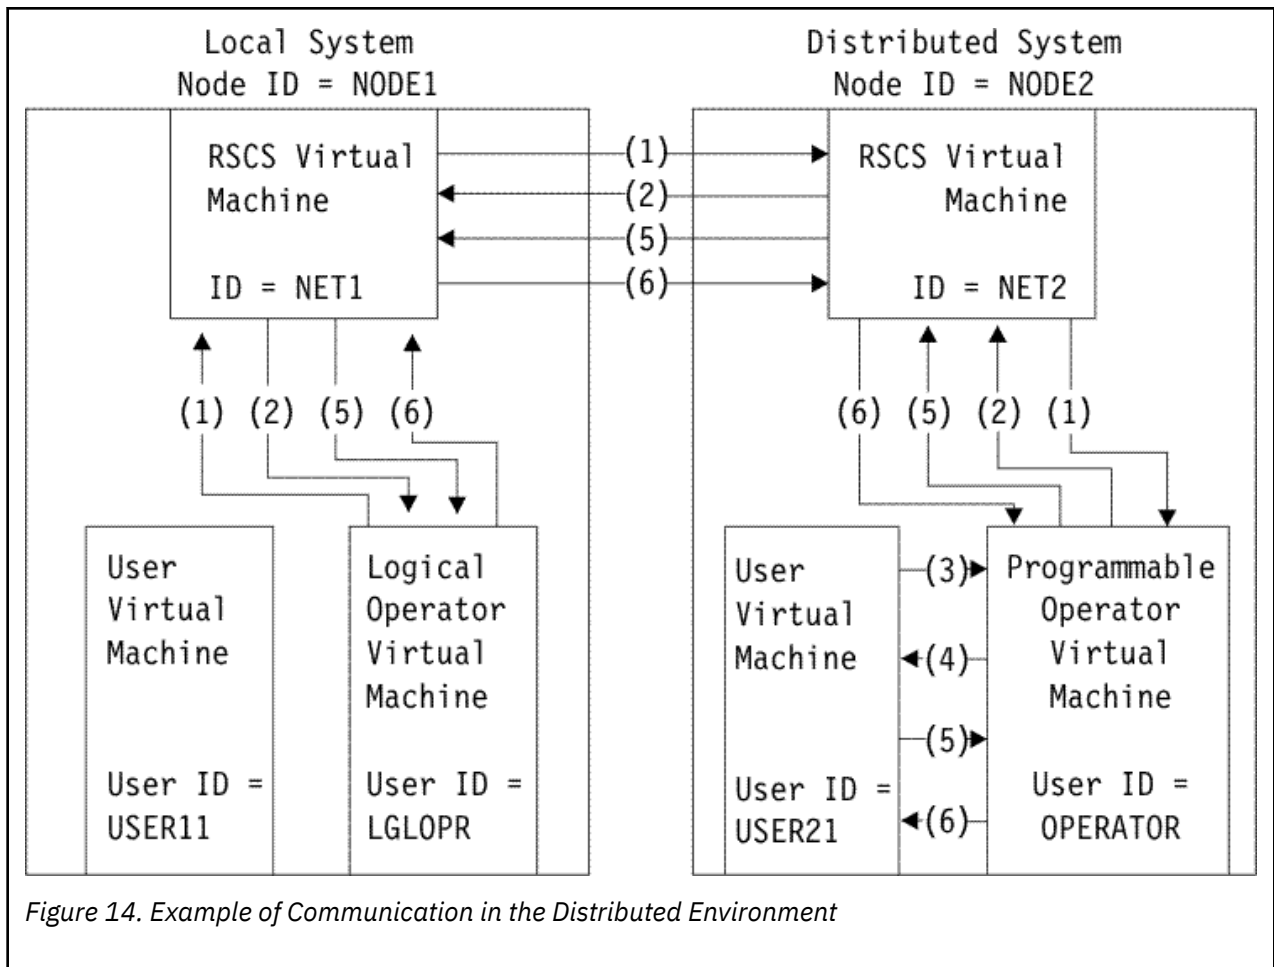 Local System
Node ID = NODE1
Distributed System
Node ID = NODE2
RSCS Virtual
Machine
ID = NET1
(1)
(2)
(5)
(6)
RSCS Virtual
Machine
ID = NET2
(1) (2) (5) (6)
(6) (5) (2) (1)
User
Virtual
Machine
User ID =
USER11
Logical
Operator
Virtual
Machine
User ID =
LGLOPR
User
Virtual
Machine
User ID =
USER21
(3)
(4)
(5)
(6)
Programmable
Operator
Virtual
Machine
User ID =
OPERATOR
Figure 14. Example of Communication in the Distributed Environment